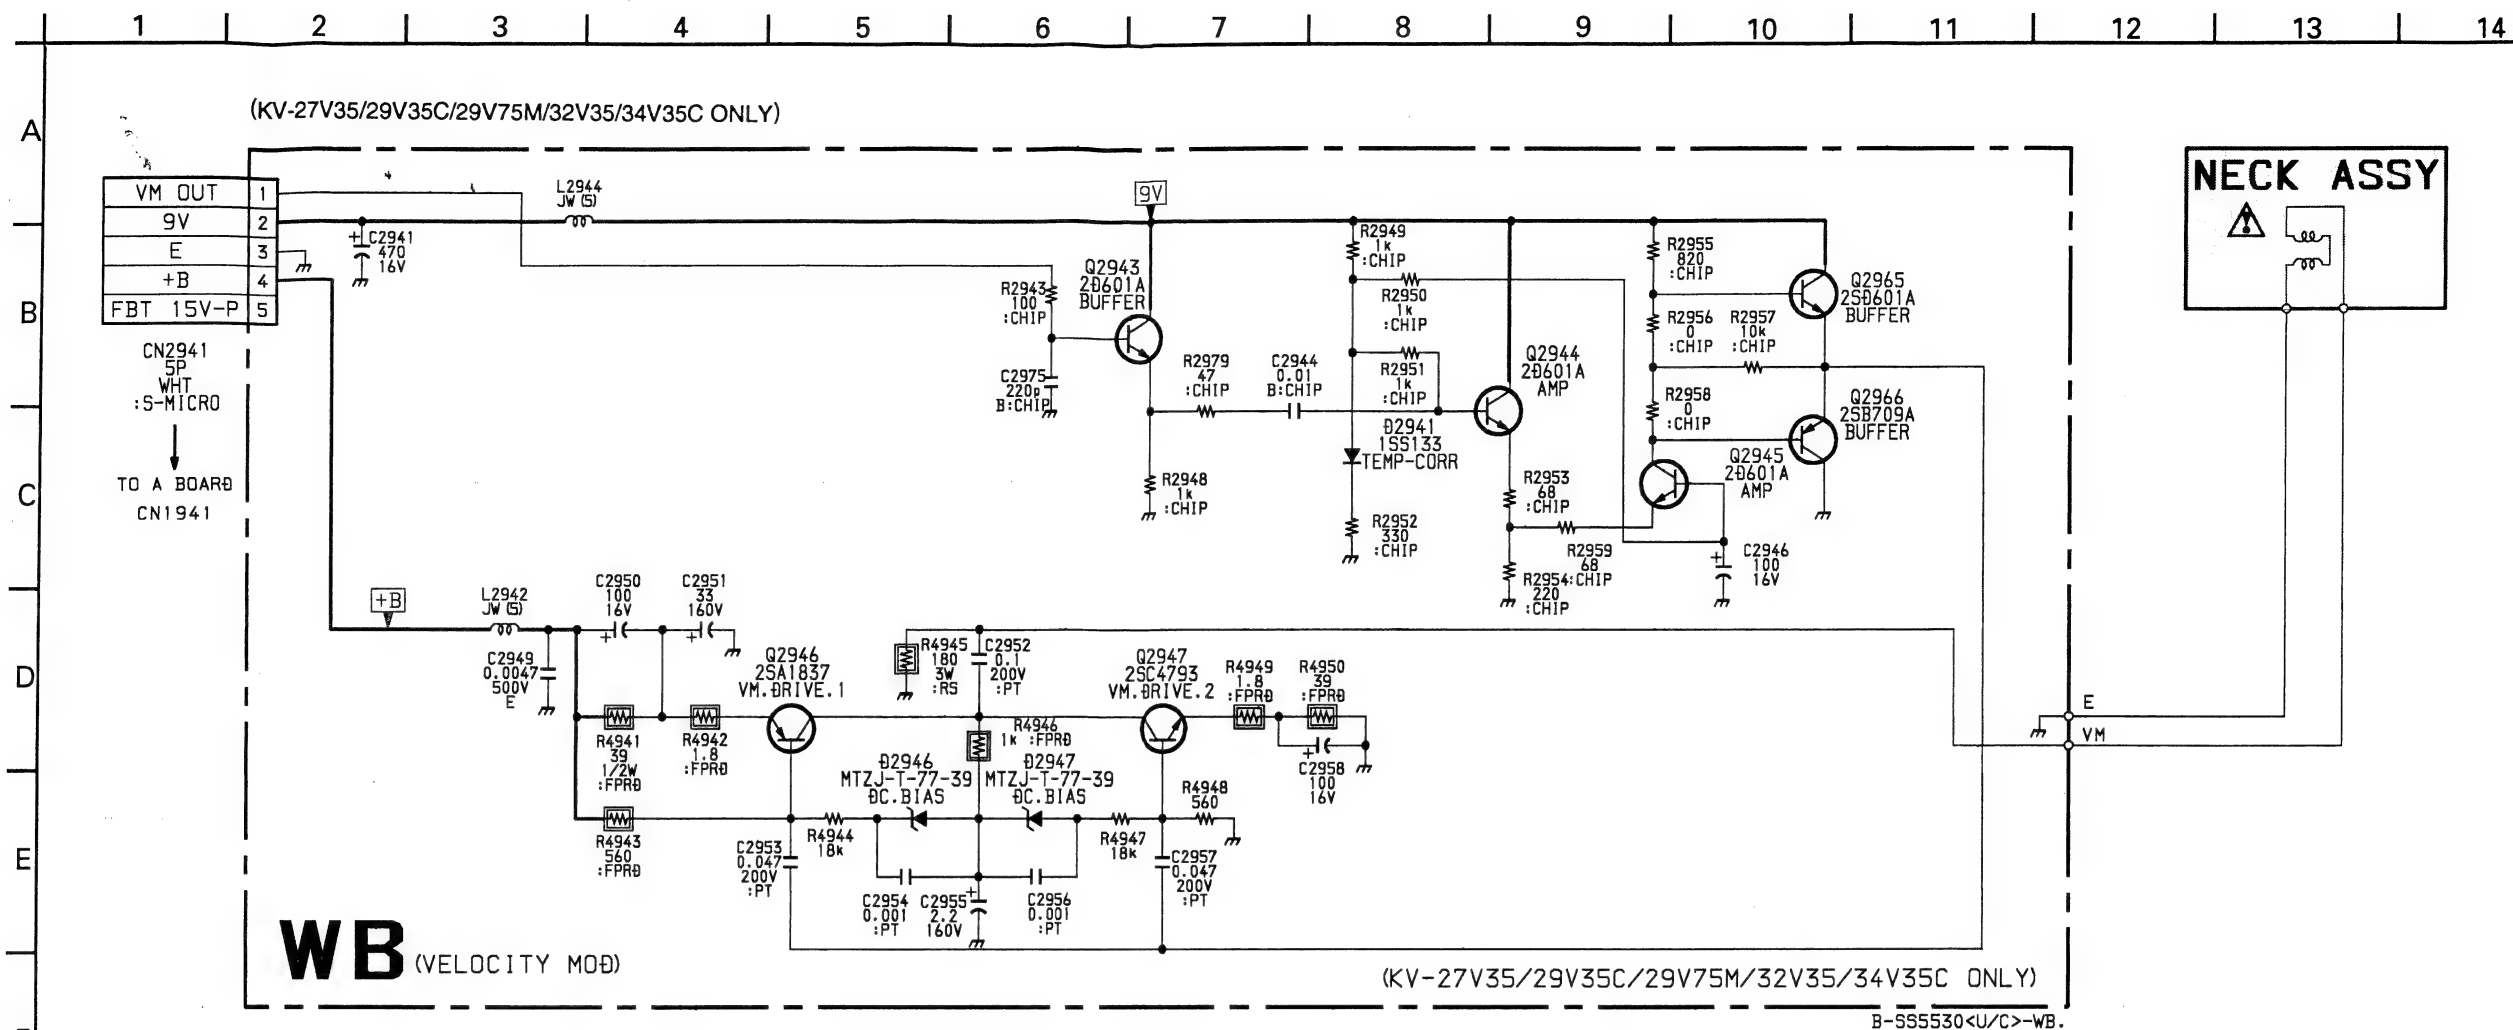 1 2 3 4 5 6 7 8 9 10 11 12 13 14
A
B
C
D
E
(KV-27V35/29V35C/29V75M/32V35/34V35C ONLY)
VM OUT 1
9V 2
E 3
+B 4
FBT 15V-P 5
CN2941
5P
WHT
:S-MICRO
TO A BOARD
CN1941
L2944
JW(5)
+
C2941
470
16V
9V
R2943
100
:CHIP
Q2943
2D601A
BUFFER
C2975
220p
B:CHIP
R2979
47
:CHIP
C2944
0.01
B:CHIP
R2948
1k
:CHIP
R2949
1k
:CHIP
R2950
1k
:CHIP
R2951
1k
:CHIP
D2941
1SS133
TEMP-CORR
R2952
330
:CHIP
Q2944
2D601A
AMP
R2953
68
:CHIP
R2954
220
:CHIP
R2959
68
:CHIP
R2955
820
:CHIP
R2956
0
:CHIP
R2957
10k
:CHIP
R2958
0
:CHIP
Q2965
2SD601A
BUFFER
Q2966
2SB709A
BUFFER
Q2945
2D601A
AMP
+
C2946
100
16V
NECK ASSY
+B
L2942
JW(5)
C2949
0.0047
500V
E
C2950
100
16V
+
C2951
33
160V
+
R4941
39
1/2W
:FPRD
R4942
1.8
:FPRD
R4943
560
:FPRD
Q2946
2SA1837
VM.DRIVE.1
R4945
180
3W
:RS
C2952
0.1
200V
:PT
R4946
1k :FPRD
Q2947
2SC4793
VM.DRIVE.2
R4949
1.8
:FPRD
R4950
39
:FPRD
+
C2958
100
16V
D2946
MTZJ-T-77-39
DC.BIAS
D2947
MTZJ-T-77-39
DC.BIAS
R4944
18k
R4947
18k
R4948
560
C2953
0.047
200V
:PT
C2954
0.001
:PT
+
C2955
2.2
160V
C2956
0.001
:PT
C2957
0.047
200V
:PT
E
VM
WB (VELOCITY MOD)
(KV-27V35/29V35C/29V75M/32V35/34V35C ONLY)
B-SS5530<U/C>-WB.